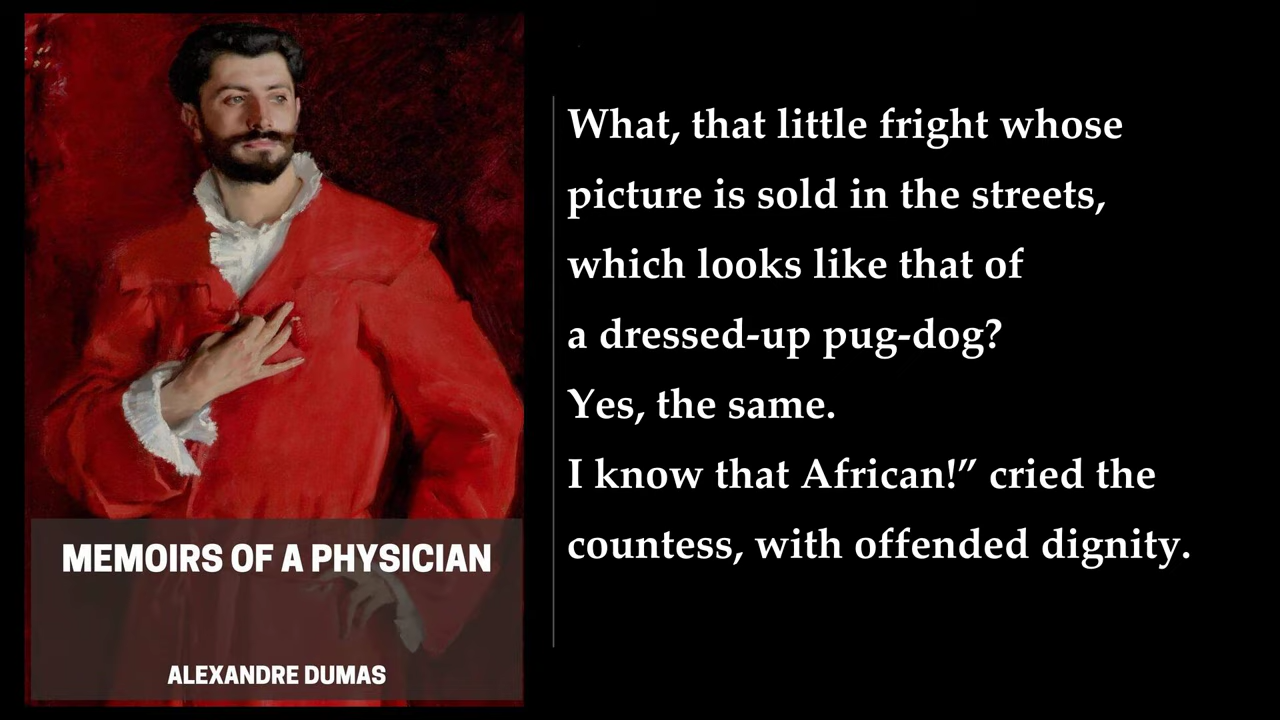 MEMOIRS OF A PHYSICIAN
ALEXANDRE DUMAS
What, that little fright whose
picture is sold in the streets,
which looks like that of
a dressed-up pug-dog?
Yes, the same.
I know that African!” cried the
countess, with offended dignity.